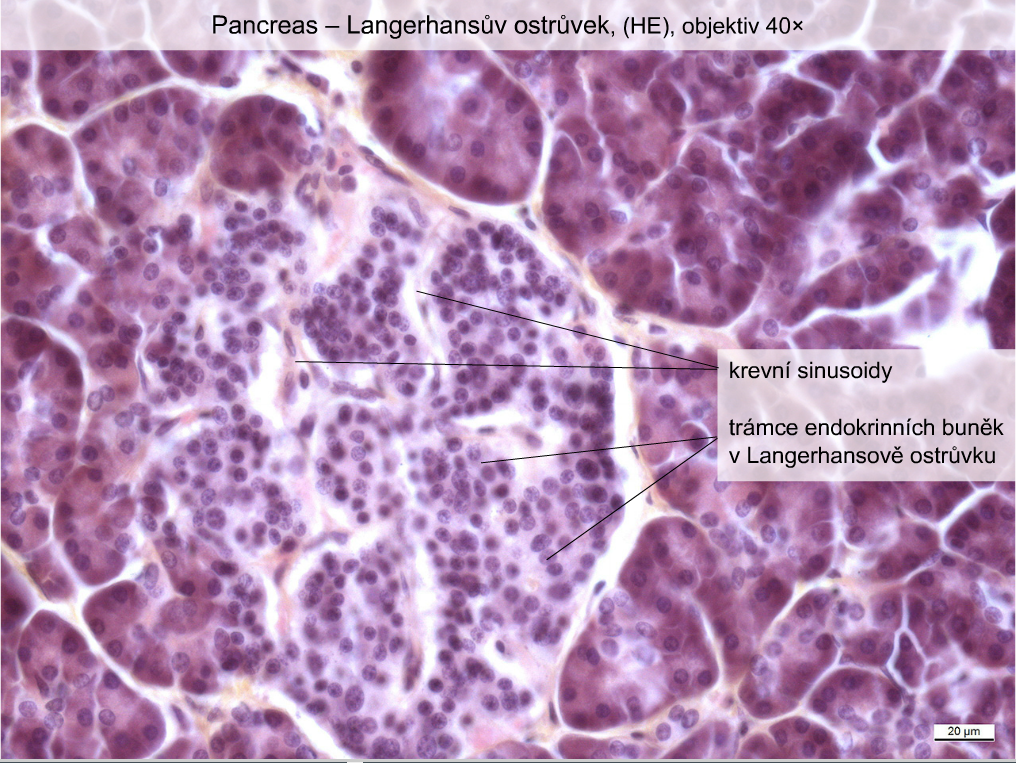 Pancreas – Langerhansův ostrůvek, (HE), objektiv 40×
krevní sinusoidy
trámce endokrinních buněk
v Langerhansově ostrůvku
20 µm